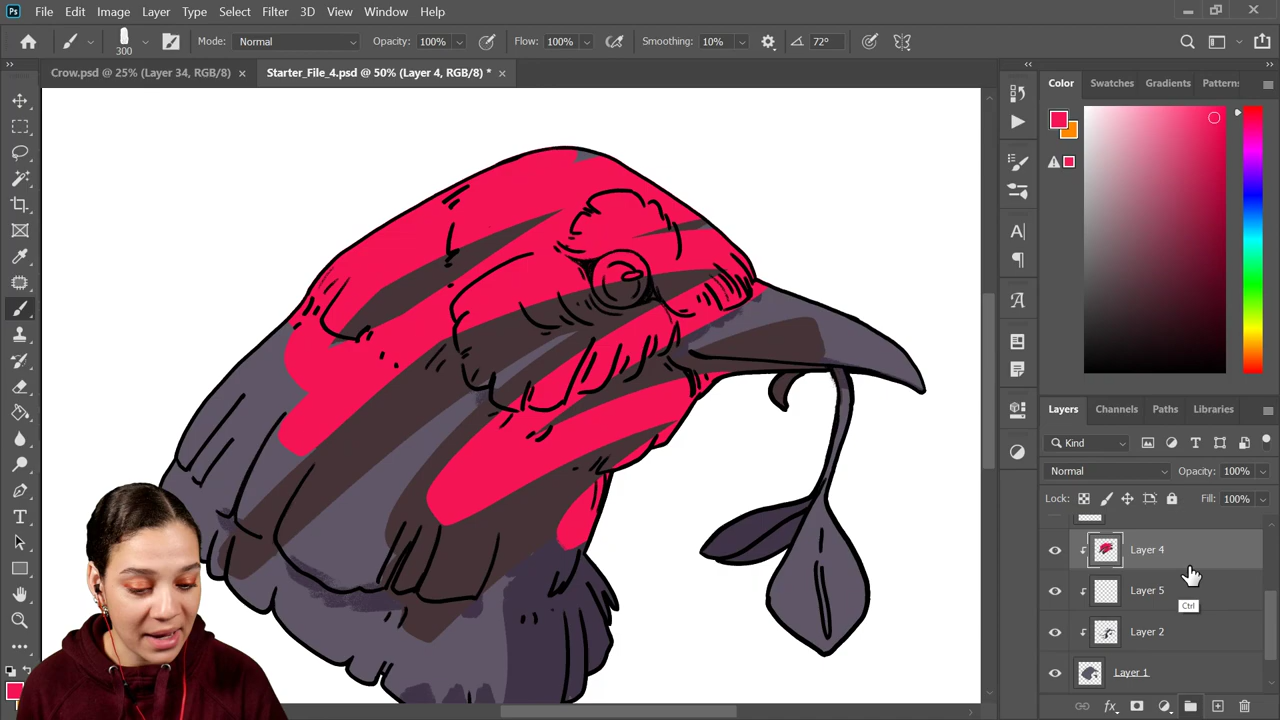 Ps File Edit Image Layer Type Select Filter 3D View Window Help
300 Mode: Normal Opacity: 100% Flow: 100% Smoothing: 10% 72°
Crow.psd @ 25% (Layer 34, RGB/8) × Starter_File_4.psd @ 50% (Layer 4, RGB/8) * ×
Color Swatches Gradients Patterns
Layers Channels Paths Libraries
Kind
Normal Opacity: 100%
Lock: Fill: 100%
Layer 4
Layer 5
Ctrl
Layer 2
Layer 1
fx